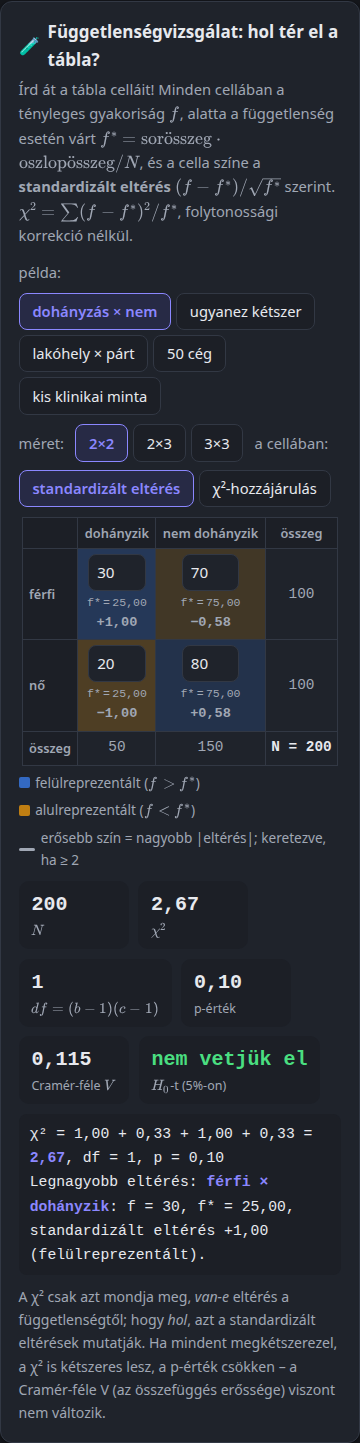 🧪 Függetlenségvizsgálat: hol tér el a
tábla?
Írd át a tábla celláit! Minden cellában a
tényleges gyakoriság f, alatta a függetlenség
esetén várt f* = sorösszeg ·
oszlopösszeg/N, és a cella színe a
standardizált eltérés (f − f*)/√f* szerint.
χ² = ∑(f − f*)²/f*, folytonossági
korrekció nélkül.
példa:
dohányzás × nem ugyanez kétszer
lakóhely × párt 50 cég
kis klinikai minta
méret: 2×2 2×3 3×3 a cellában:
standardizált eltérés χ²-hozzájárulás
dohányzik nem dohányzik összeg
30 70
férfi f* = 25,00 f* = 75,00 100
+1,00 −0,58
20 80
nő f* = 25,00 f* = 75,00 100
−1,00 +0,58
összeg 50 150 N = 200
felülreprezentált (f > f*)
alulreprezentált (f < f*)
erősebb szín = nagyobb |eltérés|; keretezve,
ha ≥ 2
200 2,67
N χ²
1 0,10
df = (b − 1)(c − 1) p-érték
0,115 nem vetjük el
Cramér-féle V H₀-t (5%-on)
χ² = 1,00 + 0,33 + 1,00 + 0,33 =
2,67, df = 1, p = 0,10
Legnagyobb eltérés: férfi ×
dohányzik: f = 30, f* = 25,00,
standardizált eltérés +1,00
(felülreprezentált).
A χ² csak azt mondja meg, van-e eltérés a
függetlenségtől; hogy hol, azt a standardizált
eltérések mutatják. Ha mindent megkétszerezel,
a χ² is kétszeres lesz, a p-érték csökken – a
Cramér-féle V (az összefüggés erőssége) viszont
nem változik.